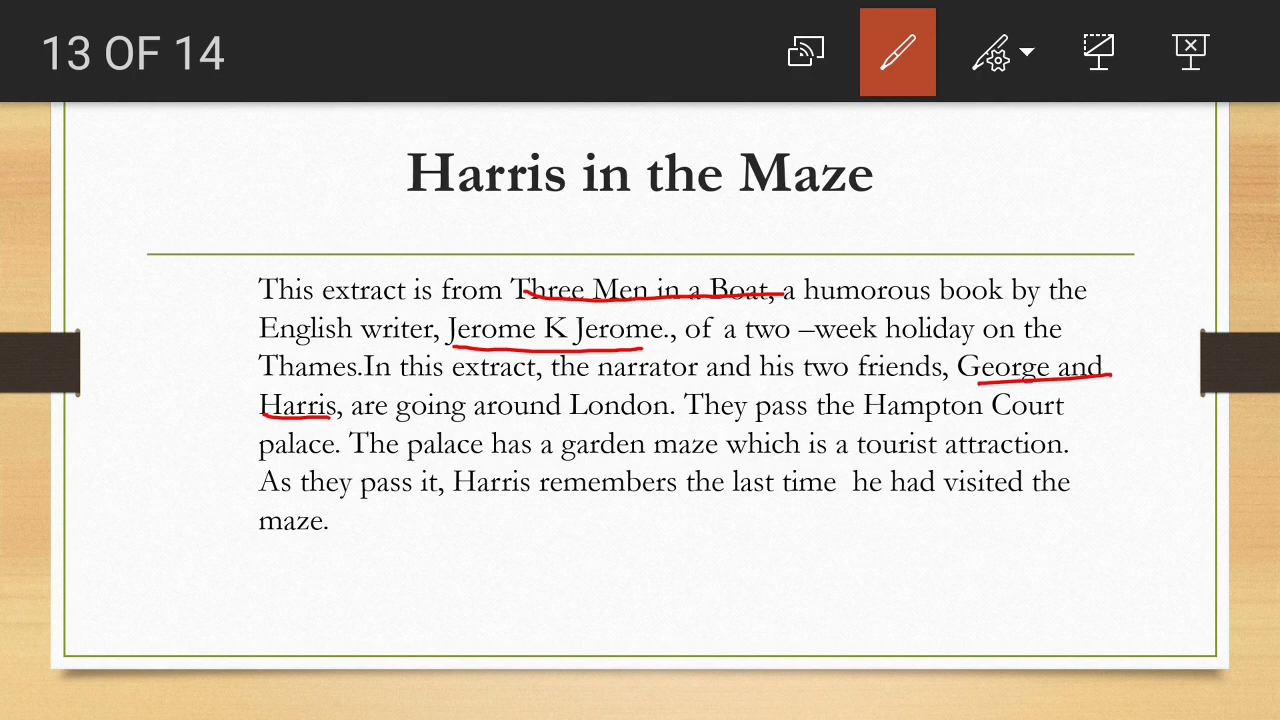 13 OF 14
Harris in the Maze
This extract is from Three Men in a Boat, a humorous book by the
English writer, Jerome K Jerome., of a two –week holiday on the
Thames.In this extract, the narrator and his two friends, George and
Harris, are going around London. They pass the Hampton Court
palace. The palace has a garden maze which is a tourist attraction.
As they pass it, Harris remembers the last time  he had visited the
maze.